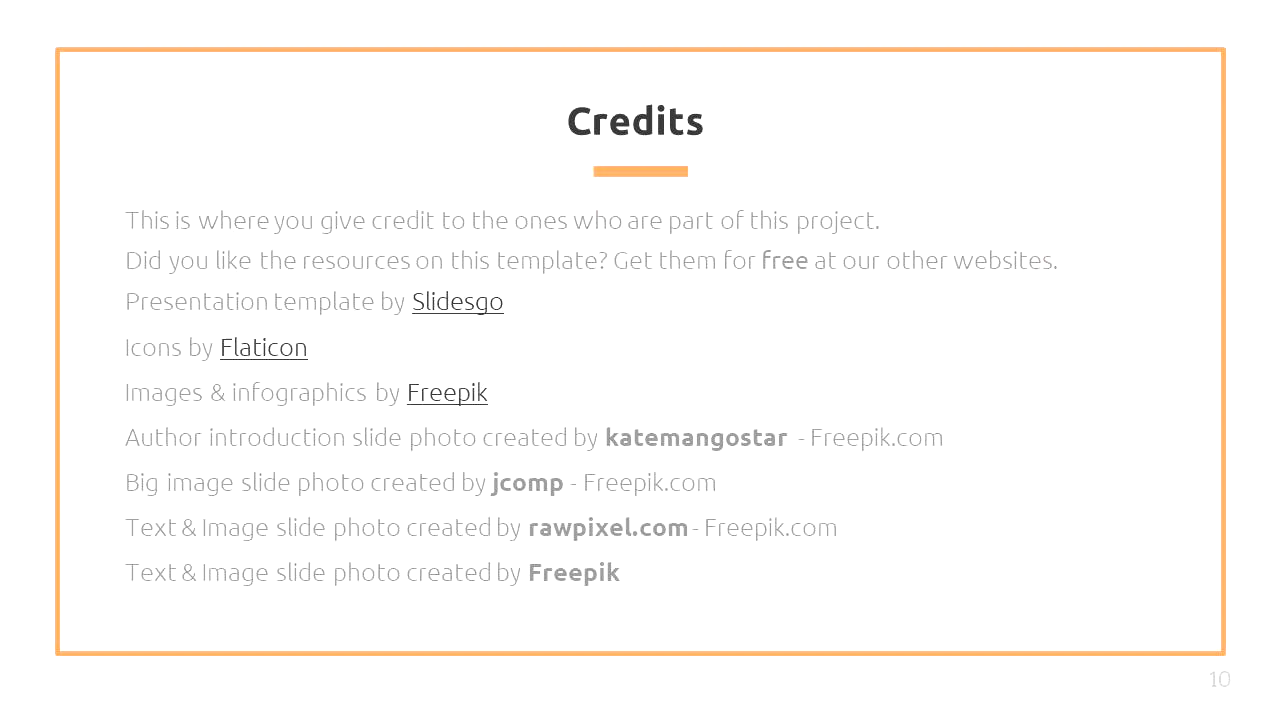 Credits
This is where you give credit to the ones who are part of this project.
Did you like the resources on this template? Get them for free at our other websites.
Presentation template by Slidesgo
Icons by Flaticon
Images & infographics by Freepik
Author introduction slide photo created by katemangostar - Freepik.com
Big image slide photo created by jcomp - Freepik.com
Text & Image slide photo created by rawpixel.com - Freepik.com
Text & Image slide photo created by Freepik
10